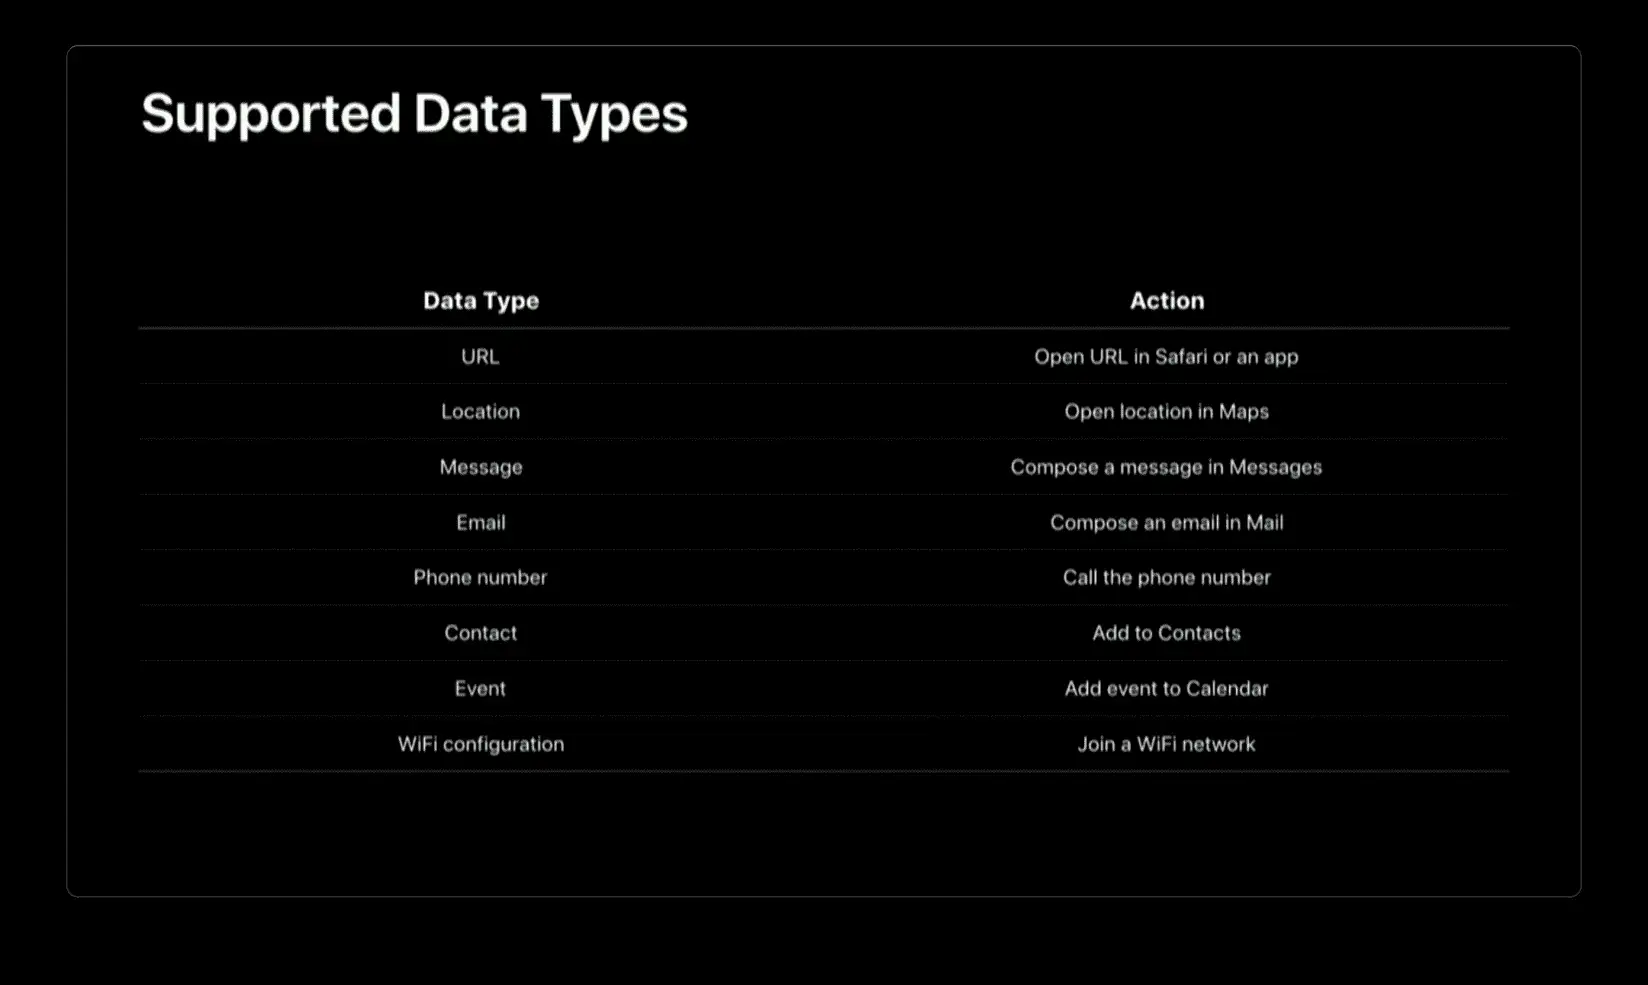 Supported Data Types
Data Type Action
URL Open URL in Safari or an app
Location Open location in Maps
Message Compose a message in Messages
Email Compose an email in Mail
Phone number Call the phone number
Contact Add to Contacts
Event Add event to Calendar
WiFi configuration Join a WiFi network